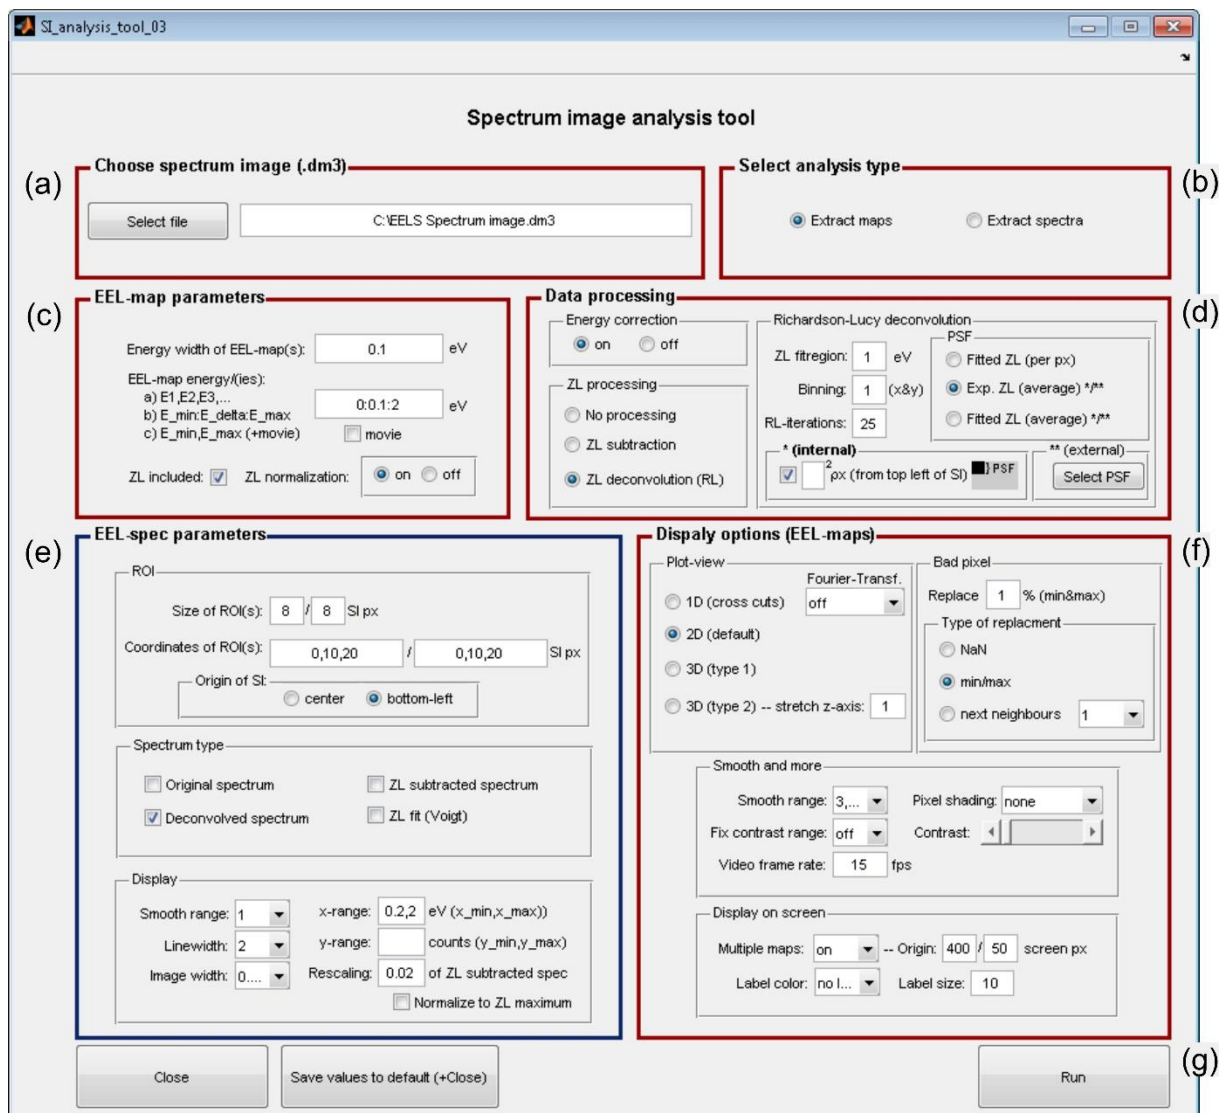 SI_analysis_tool_03
Spectrum image analysis tool
(a)
Choose spectrum image (.dm3)
Select file
C:\EELS Spectrum image.dm3
Select analysis type
(b)
Extract maps
Extract spectra
(c)
EEL-map parameters
Energy width of EEL-map(s): 0.1 eV
EEL-map energy/(ies):
a) E1,E2,E3,...
b) E_min:E_delta:E_max
0:0.1:2 eV
c) E_min,E_max (+movie)
movie
ZL included:
ZL normalization: on off
Data processing
(d)
Energy correction
on off
ZL processing
No processing
ZL subtraction
ZL deconvolution (RL)
Richardson-Lucy deconvolution
ZL fitregion: 1 eV
Binning: 1 (x&y)
RL-iterations: 25
PSF
Fitted ZL (per px)
Exp. ZL (average) */**
Fitted ZL (average) */**
* (internal)
2 px (from top left of SI) } PSF
** (external)
Select PSF
(e)
EEL-spec parameters
ROI
Size of ROI(s): 8 / 8 SI px
Coordinates of ROI(s): 0,10,20 / 0,10,20 SI px
Origin of SI:
center bottom-left
Spectrum type
Original spectrum
ZL subtracted spectrum
Deconvolved spectrum
ZL fit (Voigt)
Display
Smooth range: 1
x-range: 0.2,2 eV (x_min,x_max))
Linewidth: 2
y-range: counts (y_min,y_max)
Image width: 0....
Rescaling: 0.02 of ZL subtracted spec
Normalize to ZL maximum
Dispaly options (EEL-maps)
(f)
Plot-view
Fourier-Transf.
1D (cross cuts)
off
2D (default)
3D (type 1)
3D (type 2) -- stretch z-axis: 1
Bad pixel
Replace 1 % (min&max)
Type of replacment
NaN
min/max
next neighbours 1
Smooth and more
Smooth range: 3,...
Pixel shading: none
Fix contrast range: off
Contrast:
Video frame rate: 15 fps
Display on screen
Multiple maps: on -- Origin: 400 / 50 screen px
Label color: no l...
Label size: 10
Close
Save values to default (+Close)
Run
(g)